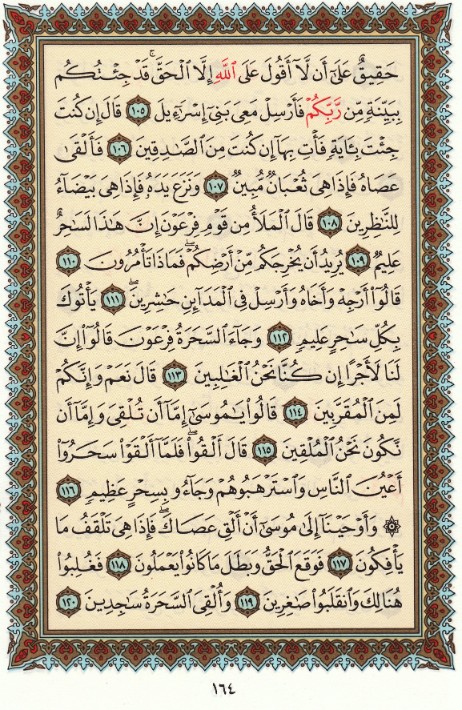 حَقِيقٌ عَلَىٰٓ أَن لَّآ أَقُولَ عَلَى ٱللَّهِ إِلَّا ٱلْحَقَّ ۚ قَدْ جِئْتُكُم
بِبَيِّنَةٍ مِّن رَّبِّكُمْ فَأَرْسِلْ مَعِىَ بَنِىٓ إِسْرَٰٓءِيلَ ١٠٥ قَالَ إِن كُنتَ
جِئْتَ بِـَٔايَةٍ فَأْتِ بِهَآ إِن كُنتَ مِنَ ٱلصَّـٰدِقِينَ ١٠٦ فَأَلْقَىٰ
عَصَاهُ فَإِذَا هِىَ ثُعْبَانٌ مُّبِينٌ ١٠٧ وَنَزَعَ يَدَهُۥ فَإِذَا هِىَ بَيْضَآءُ
لِلنَّـٰظِرِينَ ١٠٨ قَالَ ٱلْمَلَأُ مِن قَوْمِ فِرْعَوْنَ إِنَّ هَـٰذَا لَسَـٰحِرٌ
عَلِيمٌ ١٠٩ يُرِيدُ أَن يُخْرِجَكُم مِّنْ أَرْضِكُمْ ۖ فَمَاذَا تَأْمُرُونَ ١١٠
قَالُوٓا۟ أَرْجِهْ وَأَخَاهُ وَأَرْسِلْ فِى ٱلْمَدَآئِنِ حَـٰشِرِينَ ١١١ يَأْتُوكَ
بِكُلِّ سَـٰحِرٍ عَلِيمٍ ١١٢ وَجَآءَ ٱلسَّحَرَةُ فِرْعَوْنَ قَالُوٓا۟ إِنَّ
لَنَا لَأَجْرًا إِن كُنَّا نَحْنُ ٱلْغَـٰلِبِينَ ١١٣ قَالَ نَعَمْ وَإِنَّكُمْ
لَمِنَ ٱلْمُقَرَّبِينَ ١١٤ قَالُوا۟ يَـٰمُوسَىٰٓ إِمَّآ أَن تُلْقِىَ وَإِمَّآ أَن
نَّكُونَ نَحْنُ ٱلْمُلْقِينَ ١١٥ قَالَ أَلْقُوا۟ ۖ فَلَمَّآ أَلْقَوْا۟ سَحَرُوٓا۟
أَعْيُنَ ٱلنَّاسِ وَٱسْتَرْهَبُوهُمْ وَجَآءُو بِسِحْرٍ عَظِيمٍ ١١٦
۞ وَأَوْحَيْنَآ إِلَىٰ مُوسَىٰٓ أَنْ أَلْقِ عَصَاكَ ۖ فَإِذَا هِىَ تَلْقَفُ مَا
يَأْفِكُونَ ١١٧ فَوَقَعَ ٱلْحَقُّ وَبَطَلَ مَا كَانُوا۟ يَعْمَلُونَ ١١٨ فَغُلِبُوا۟
هُنَالِكَ وَٱنقَلَبُوا۟ صَـٰغِرِينَ ١١٩ وَأُلْقِىَ ٱلسَّحَرَةُ سَـٰجِدِينَ ١٢٠
١٦٤